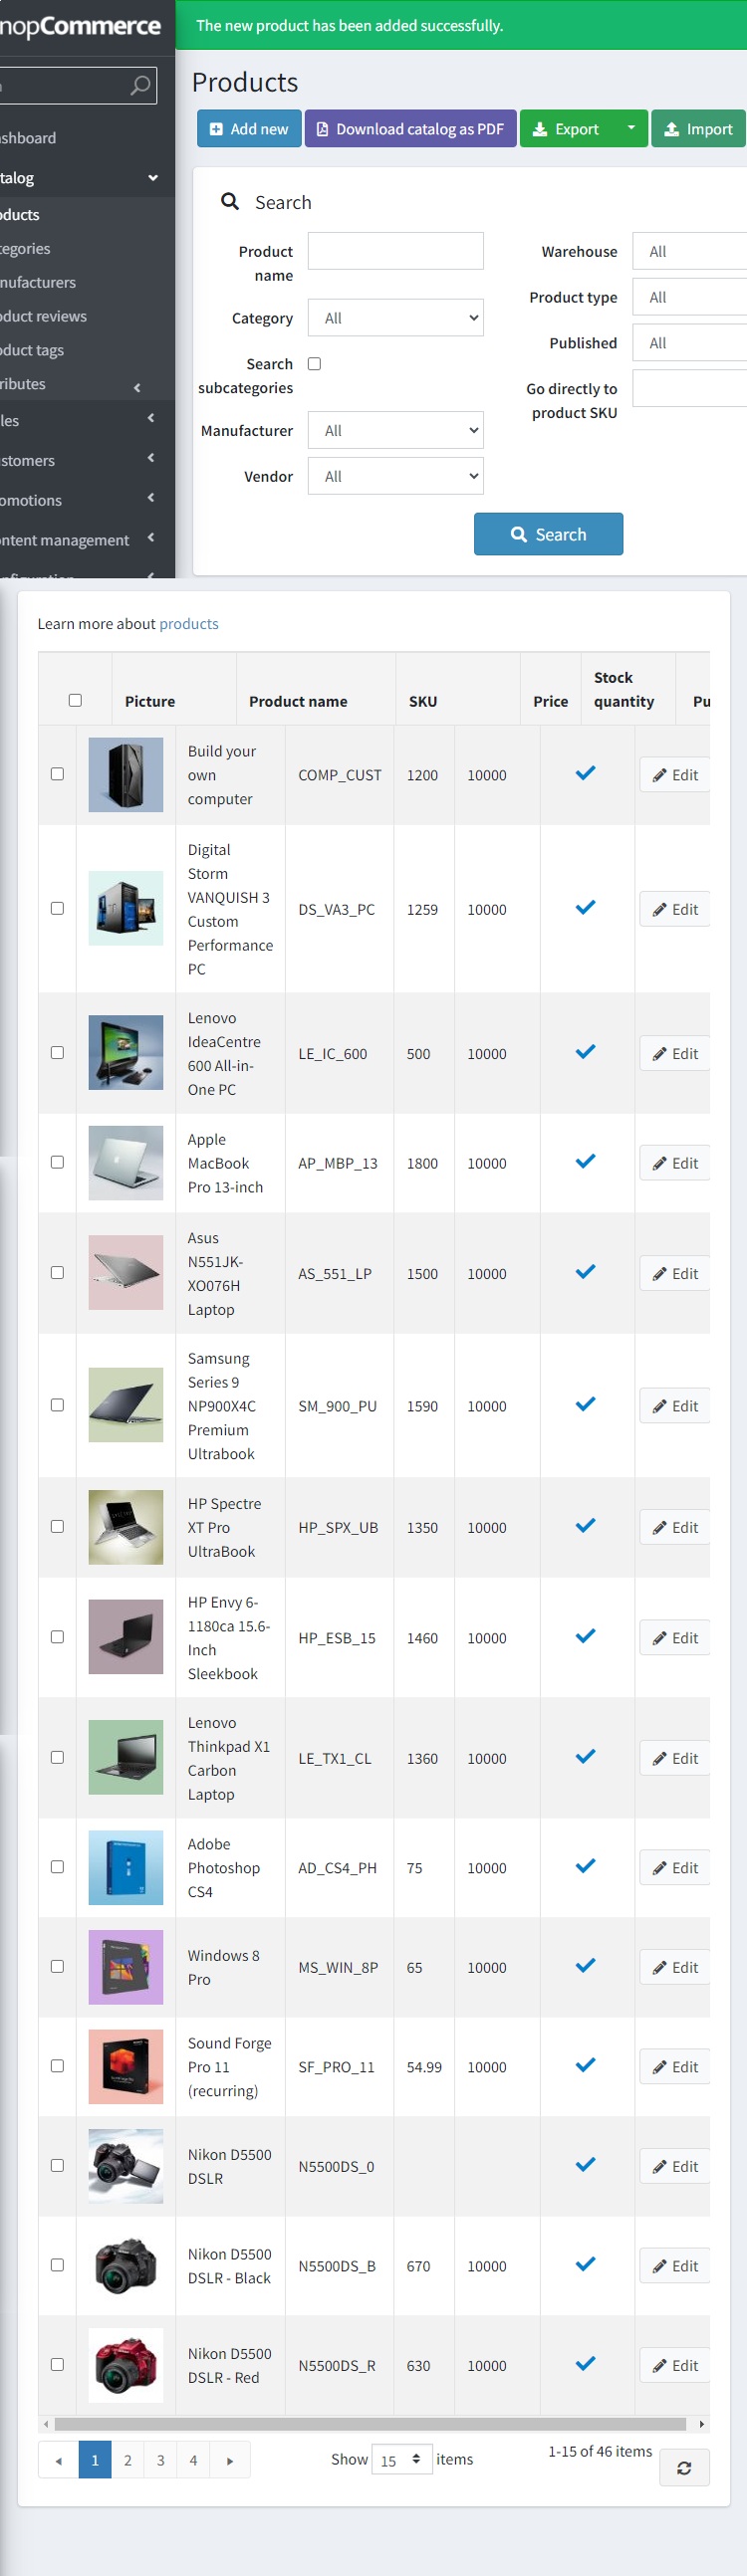 nopCommerce
The new product has been added successfully.
Products
Add new
Download catalog as PDF
Export
Import
shboard
talog
ducts
tegories
nufacturers
oduct reviews
oduct tags
ributes
les
stomers
omotions
ntent management
Search
Product
name
Category
All
Search
subcategories
Manufacturer
All
Vendor
All
Warehouse
All
Product type
All
Published
All
Go directly to
product SKU
Search
Learn more about products
Picture
Product name
SKU
Price
Stock
quantity
Pu
Build your
own
computer
COMP_CUST
1200
10000
Edit
Digital
Storm
VANQUISH 3
Custom
Performance
PC
DS_VA3_PC
1259
10000
Edit
Lenovo
IdeaCentre
600 All-in-
One PC
LE_IC_600
500
10000
Edit
Apple
MacBook
Pro 13-inch
AP_MBP_13
1800
10000
Edit
Asus
N551JK-
XO076H
Laptop
AS_551_LP
1500
10000
Edit
Samsung
Series 9
NP900X4C
Premium
Ultrabook
SM_900_PU
1590
10000
Edit
HP Spectre
XT Pro
UltraBook
HP_SPX_UB
1350
10000
Edit
HP Envy 6-
1180ca 15.6-
Inch
Sleekbook
HP_ESB_15
1460
10000
Edit
Lenovo
Thinkpad X1
Carbon
Laptop
LE_TX1_CL
1360
10000
Edit
Adobe
Photoshop
CS4
AD_CS4_PH
75
10000
Edit
Windows 8
Pro
MS_WIN_8P
65
10000
Edit
Sound Forge
Pro 11
(recurring)
SF_PRO_11
54.99
10000
Edit
Nikon D5500
DSLR
N5500DS_0
Edit
Nikon D5500
DSLR - Black
N5500DS_B
670
10000
Edit
Nikon D5500
DSLR - Red
N5500DS_R
630
10000
Edit
1 2 3 4
Show 15 items
1-15 of 46 items